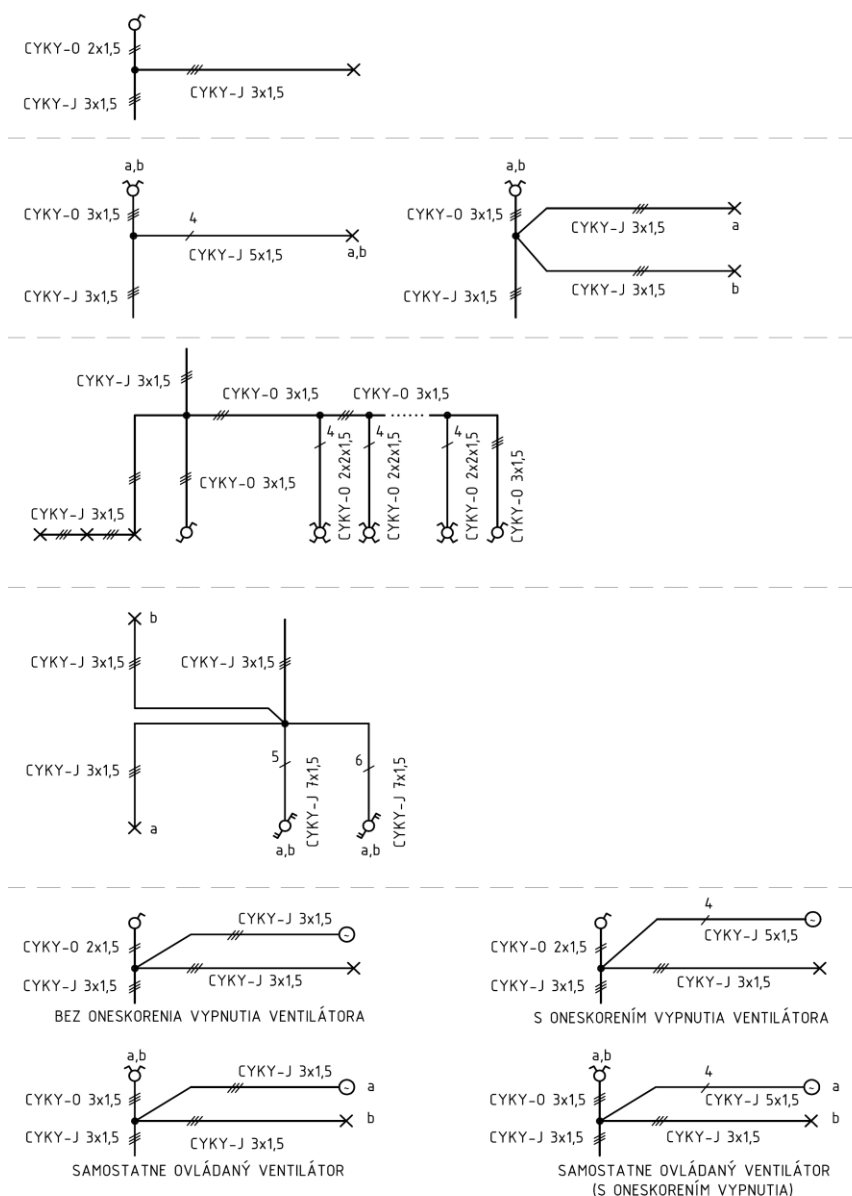 CYKY-O 2x1,5
CYKY-J 3x1,5
CYKY-J 3x1,5
a,b
CYKY-O 3x1,5
4
CYKY-J 5x1,5
a,b
CYKY-J 3x1,5
a,b
CYKY-O 3x1,5
CYKY-J 3x1,5
a
CYKY-J 3x1,5
CYKY-J 3x1,5
b
CYKY-J 3x1,5
CYKY-O 3x1,5
CYKY-O 3x1,5
4
CYKY-O 2x2x1,5
4
CYKY-O 2x2x1,5
4
CYKY-O 2x2x1,5
CYKY-O 3x1,5
CYKY-O 3x1,5
CYKY-J 3x1,5
b
CYKY-J 3x1,5
CYKY-J 3x1,5
CYKY-J 3x1,5
5
CYKY-J 7x1,5
6
CYKY-J 7x1,5
a
a,b
a,b
CYKY-J 3x1,5
CYKY-O 2x1,5
~
CYKY-J 3x1,5
CYKY-J 3x1,5
BEZ ONESKORENIA VYPNUTIA VENTILÁTORA
4
CYKY-O 2x1,5
CYKY-J 5x1,5
~
CYKY-J 3x1,5
CYKY-J 3x1,5
S ONESKORENÍM VYPNUTIA VENTILÁTORA
a,b
CYKY-J 3x1,5
CYKY-O 3x1,5
~
a
b
CYKY-J 3x1,5
CYKY-J 3x1,5
SAMOSTATNE OVLÁDANÝ VENTILÁTOR
a,b
4
CYKY-O 3x1,5
CYKY-J 5x1,5
~
a
b
CYKY-J 3x1,5
CYKY-J 3x1,5
SAMOSTATNE OVLÁDANÝ VENTILÁTOR
(S ONESKORENÍM VYPNUTIA)